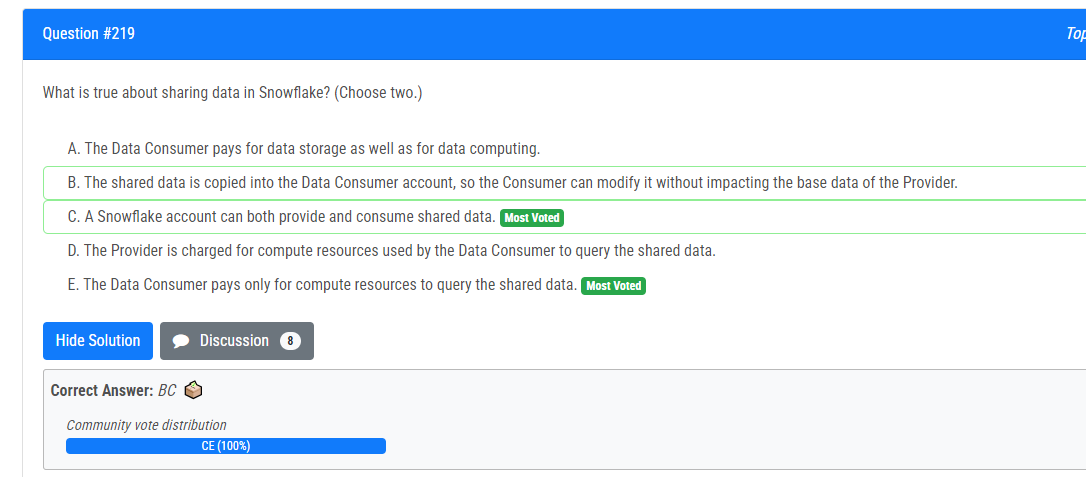 Question #219
What is true about sharing data in Snowflake? (Choose two.)
A. The Data Consumer pays for data storage as well as for data computing.
B. The shared data is copied into the Data Consumer account, so the Consumer can modify it without impacting the base data of the Provider.
C. A Snowflake account can both provide and consume shared data. Most Voted
D. The Provider is charged for compute resources used by the Data Consumer to query the shared data.
E. The Data Consumer pays only for compute resources to query the shared data. Most Voted
Hide Solution Discussion 8
Correct Answer: BC
Community vote distribution
CE (100%)